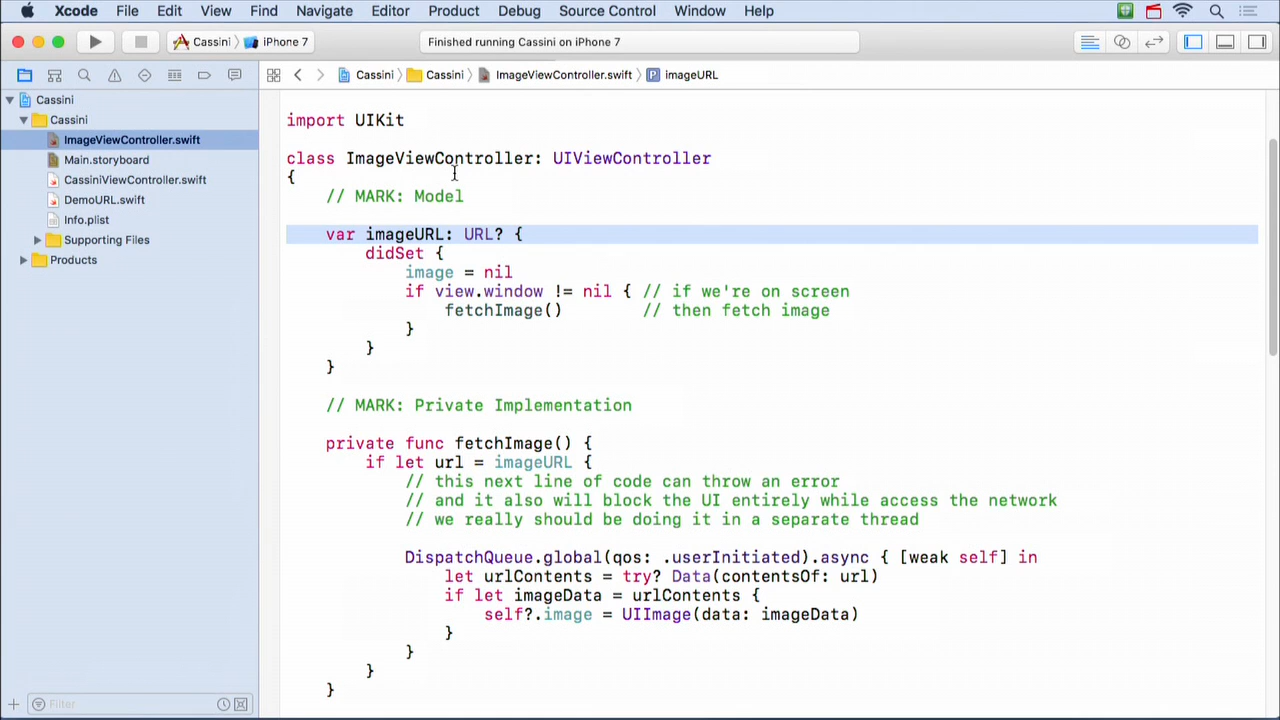 Xcode File Edit View Find Navigate Editor Product Debug Source Control Window Help
Cassini iPhone 7 Finished running Cassini on iPhone 7
Cassini Cassini ImageViewController.swift imageURL
Cassini
Cassini
ImageViewController.swift
Main.storyboard
CassiniViewController.swift
DemoURL.swift
Info.plist
Supporting Files
Products
Filter
import UIKit
class ImageViewController: UIViewController
{
// MARK: Model
var imageURL: URL? {
didSet {
image = nil
if view.window != nil { // if we're on screen
fetchImage() // then fetch image
}
}
}
// MARK: Private Implementation
private func fetchImage() {
if let url = imageURL {
// this next line of code can throw an error
// and it also will block the UI entirely while access the network
// we really should be doing it in a separate thread
DispatchQueue.global(qos: .userInitiated).async { [weak self] in
let urlContents = try? Data(contentsOf: url)
if let imageData = urlContents {
self?.image = UIImage(data: imageData)
}
}
}
}